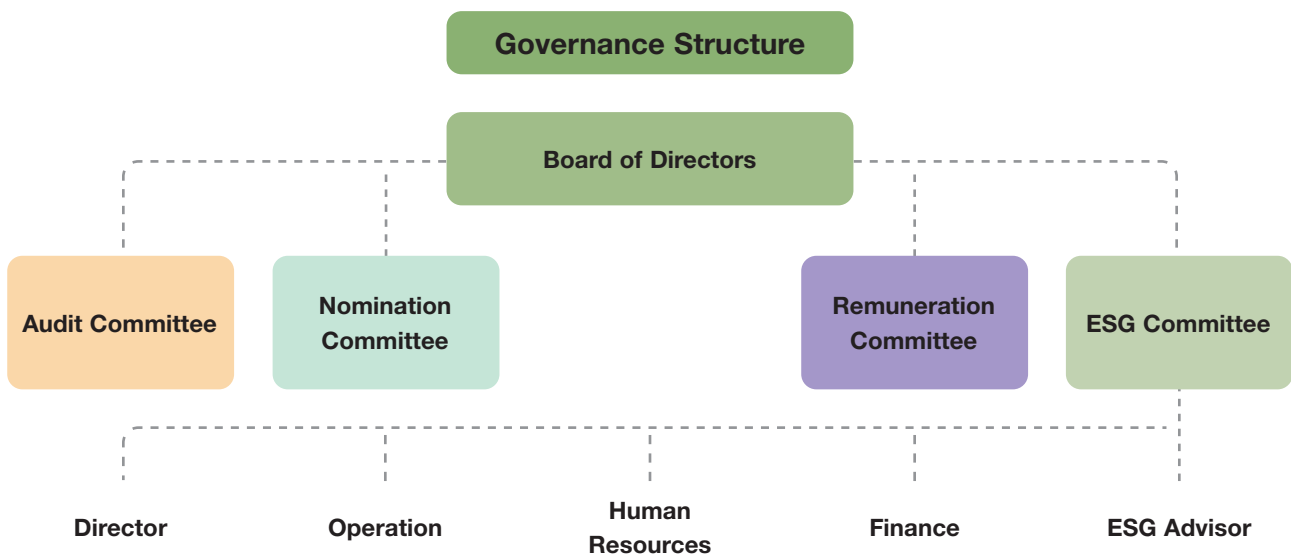 Governance Structure
Board of Directors
Audit Committee
Nomination
Committee
Remuneration
Committee
ESG Committee
Director
Operation
Human
Resources
Finance
ESG Advisor